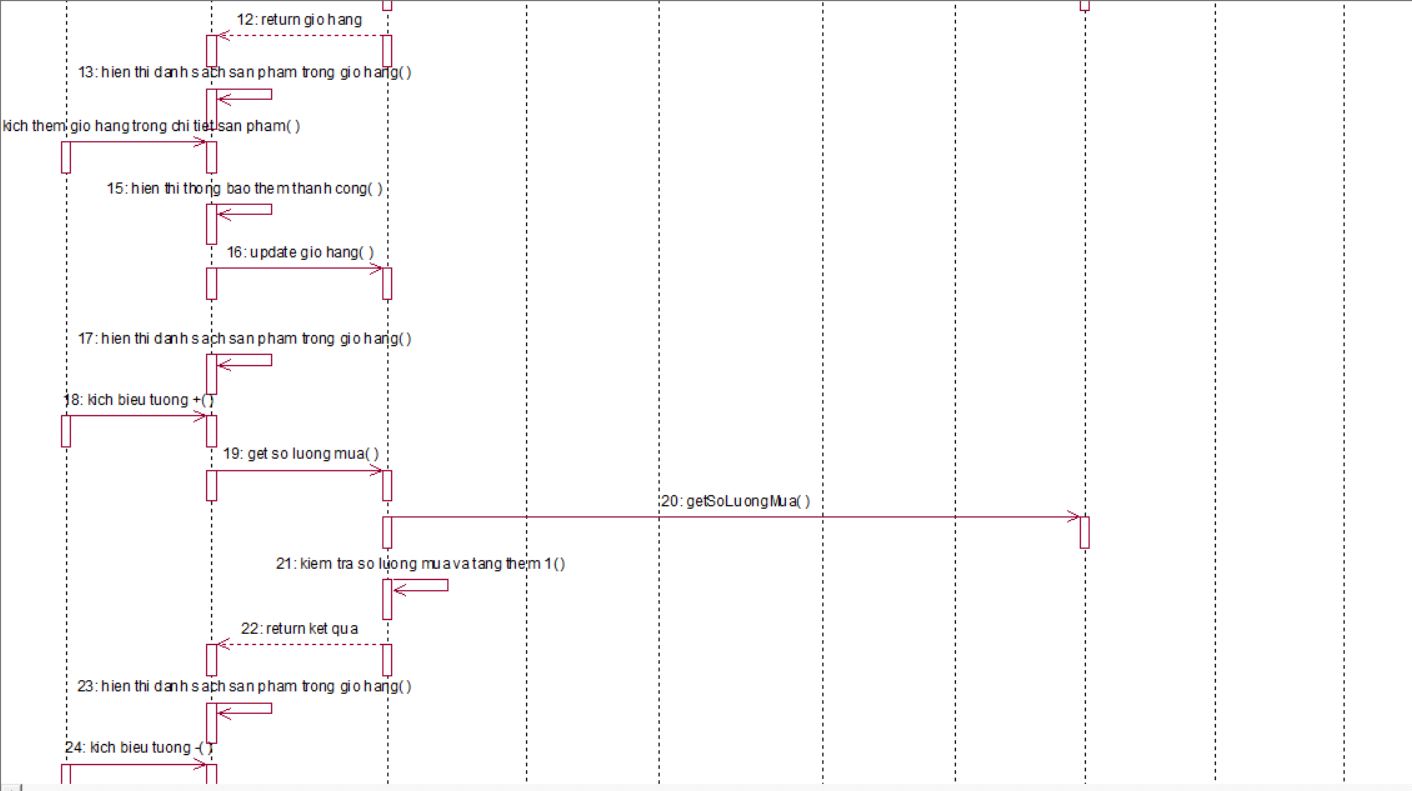 12: return gio hang
13: hien thi danh sach san pham trong gio hang()
kich them gio hang trong chi tiet san pham( )
15: hien thi thong bao them thanh cong( )
16: update gio hang( )
17: hien thi danh sach san pham trong gio hang()
18: kich bieu tuong +( )
19: get so luong mua( )
20: getSoLuongMua( )
21: kiem tra so luong mua va tang them 1()
22: return ket qua
23: hien thi danh sach san pham trong gio hang()
24: kich bieu tuong -( )